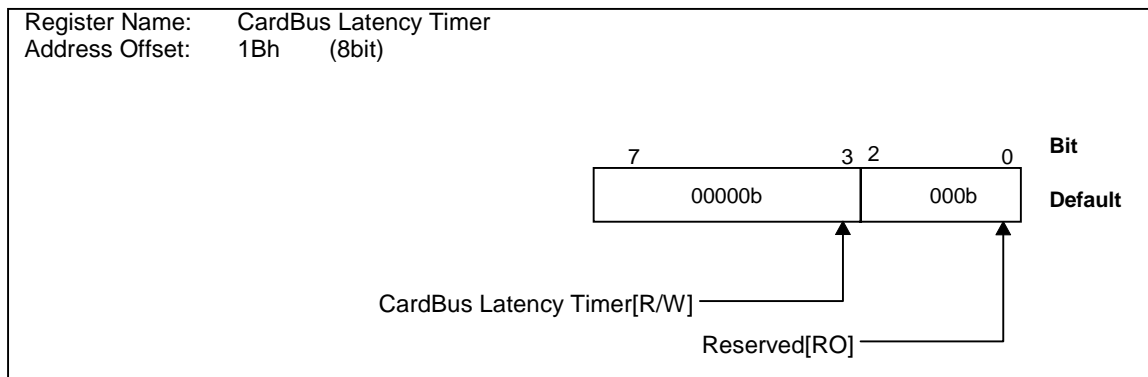 Register Name: CardBus Latency Timer
Address Offset: 1Bh (8bit)
7 3 2 0 Bit
00000b 000b Default
CardBus Latency Timer[R/W]
Reserved[RO]